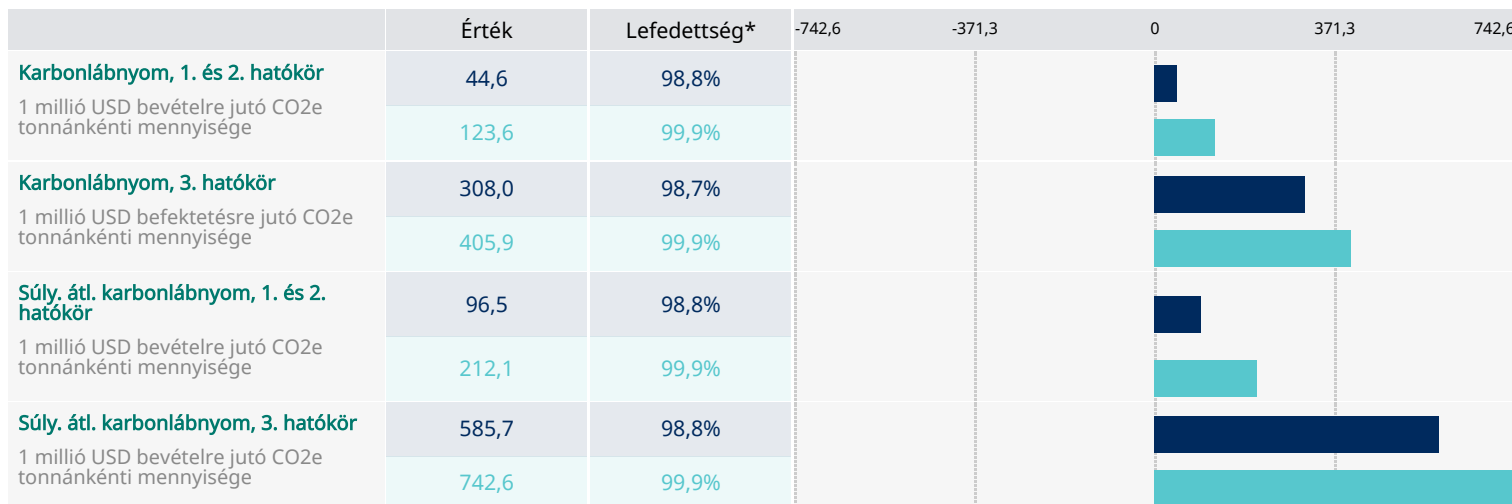 Érték Lefedettség* -742,6 -371,3 0 371,3 742,6
Karbonlábnyom, 1. és 2. hatókör
1 millió USD bevételre jutó CO2e
tonnánkénti mennyisége
44,6 98,8%
123,6 99,9%
Karbonlábnyom, 3. hatókör
1 millió USD befektetésre jutó CO2e
tonnánkénti mennyisége
308,0 98,7%
405,9 99,9%
Súly. átl. karbonlábnyom, 1. és 2.
hatókör
1 millió USD bevételre jutó CO2e
tonnánkénti mennyisége
96,5 98,8%
212,1 99,9%
Súly. átl. karbonlábnyom, 3. hatókör
1 millió USD bevételre jutó CO2e
tonnánkénti mennyisége
585,7 98,8%
742,6 99,9%